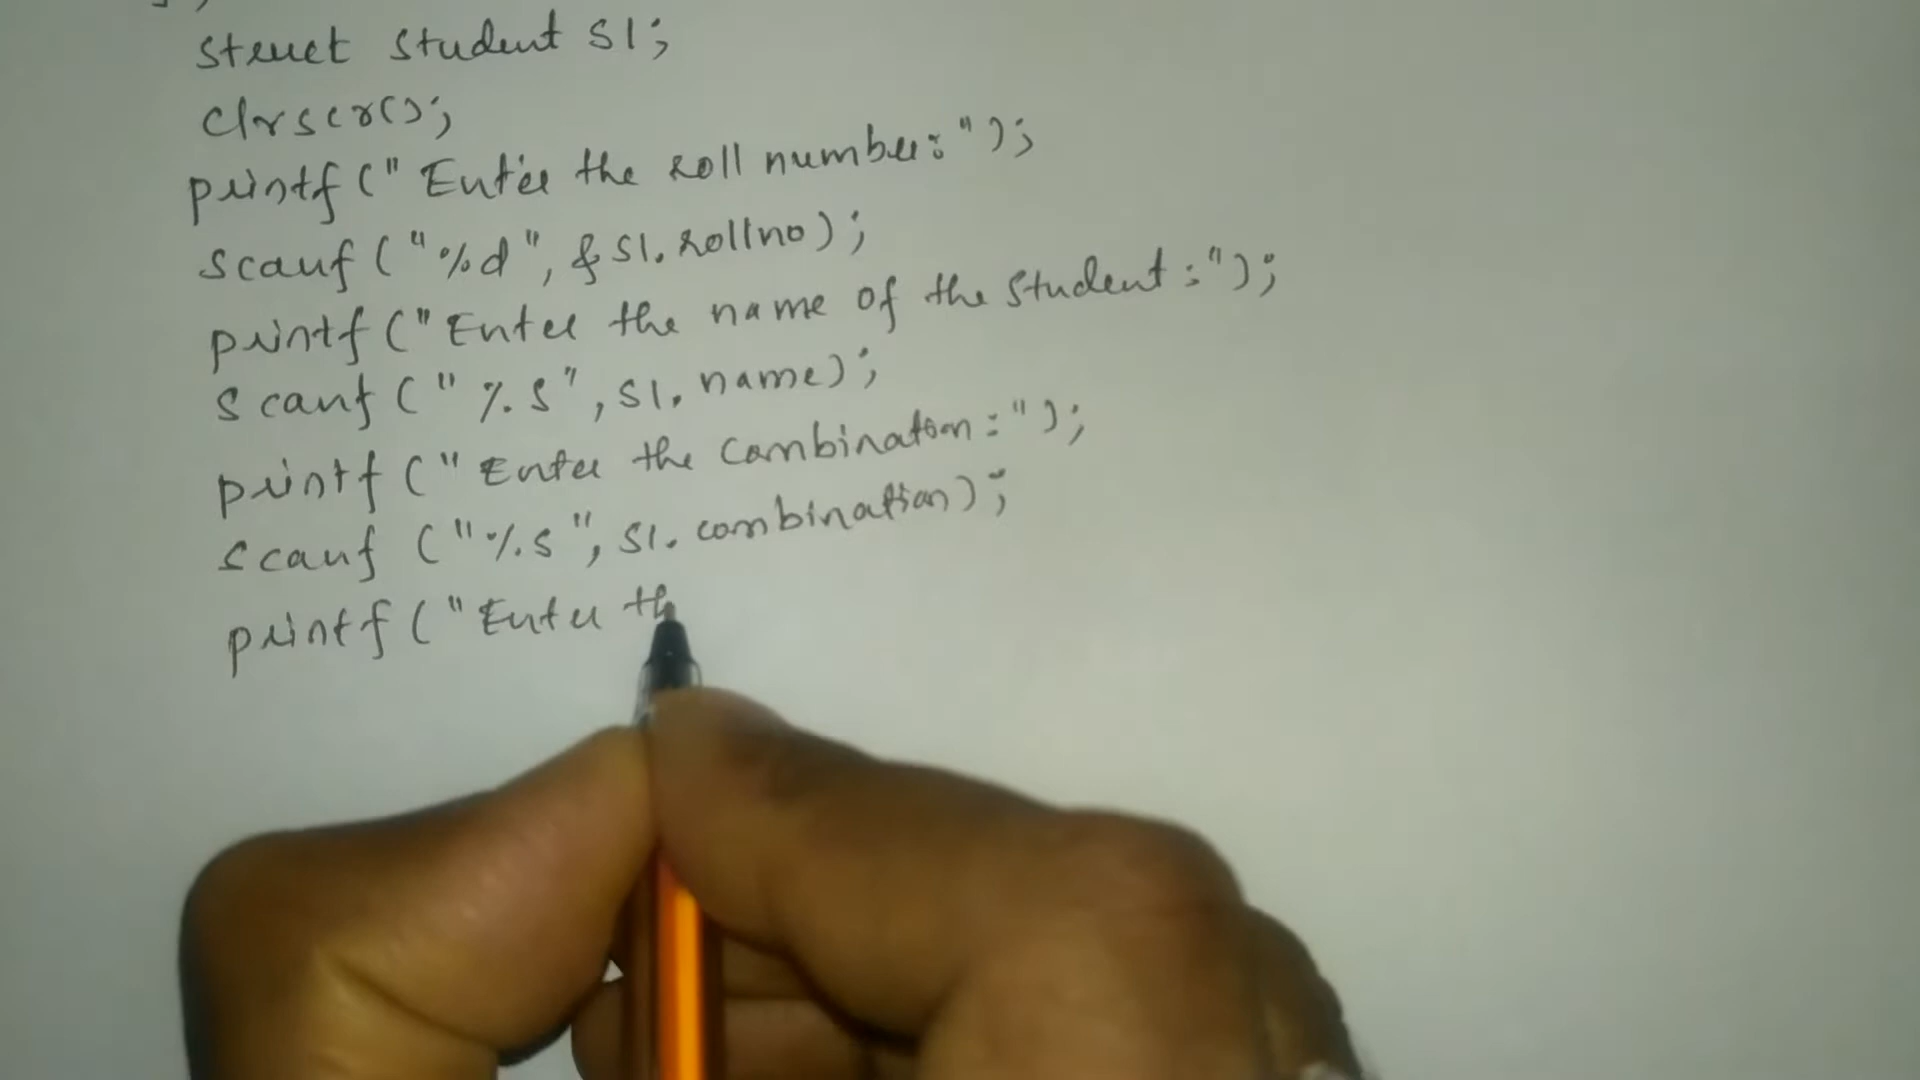 struct student s1;
clrscr();
printf("Enter the roll number:");
scanf("%d", &s1.rollno);
printf("Enter the name of the student:");
scanf("%s", s1.name);
printf("Enter the combination:");
scanf("%s", s1.combination);
printf("Enter th